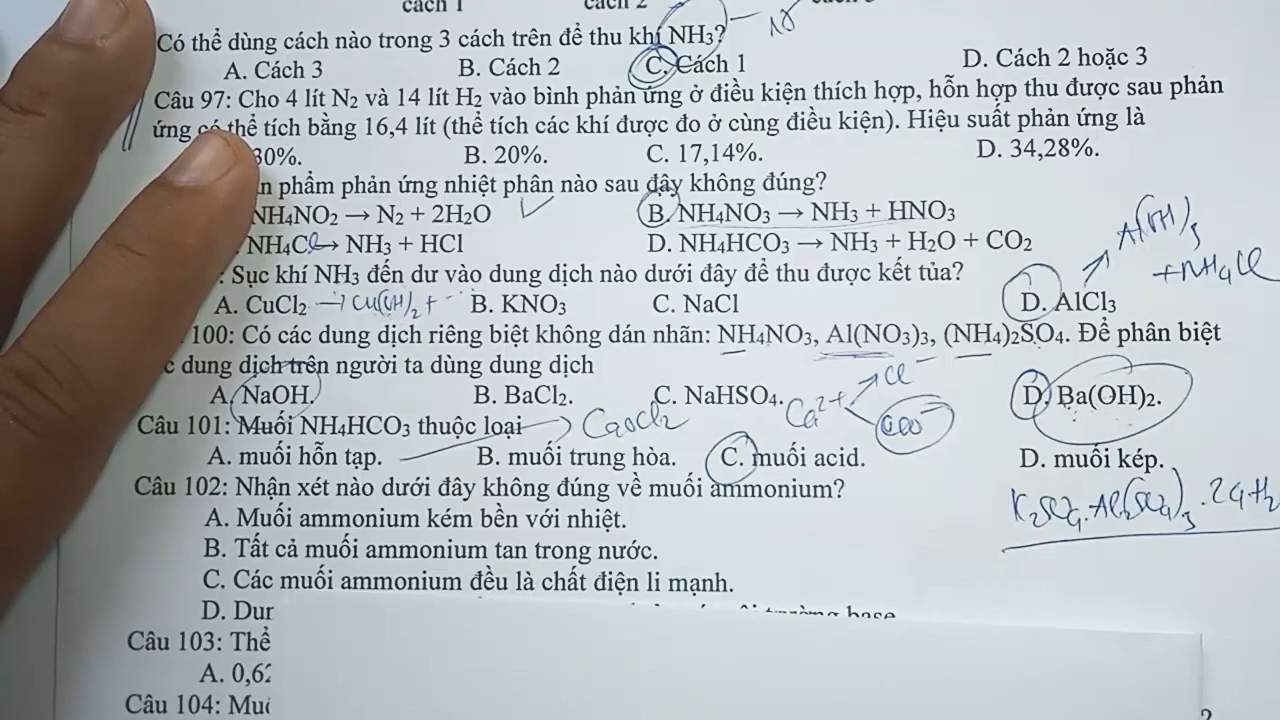 cách 1 cách 2
Có thể dùng cách nào trong 3 cách trên để thu khí NH₃?
A. Cách 3 B. Cách 2 C. Cách 1 D. Cách 2 hoặc 3
Câu 97: Cho 4 lít N₂ và 14 lít H₂ vào bình phản ứng ở điều kiện thích hợp, hỗn hợp thu được sau phản
ứng có thể tích bằng 16,4 lít (thể tích các khí được đo ở cùng điều kiện). Hiệu suất phản ứng là
30%. B. 20%. C. 17,14%. D. 34,28%.
phẩm phản ứng nhiệt phân nào sau đây không đúng?
NH₄NO₂ → N₂ + 2H₂O B. NH₄NO₃ → NH₃ + HNO₃
NH₄Cl → NH₃ + HCl D. NH₄HCO₃ → NH₃ + H₂O + CO₂
Al(OH)₃
+ NH₄Cl
: Sục khí NH₃ đến dư vào dung dịch nào dưới đây để thu được kết tủa?
A. CuCl₂ → Cu(OH)₂ + B. KNO₃ C. NaCl D. AlCl₃
100: Có các dung dịch riêng biệt không dán nhãn: NH₄NO₃, Al(NO₃)₃, (NH₄)₂SO₄. Để phân biệt
dung dịch trên người ta dùng dung dịch
A. NaOH. B. BaCl₂. C. NaHSO₄. D. Ba(OH)₂.
Ca²⁺ Cl⁻
Câu 101: Muối NH₄HCO₃ thuộc loại → CaOCl₂
A. muối hỗn tạp. B. muối trung hòa. C. muối acid. D. muối kép.
Câu 102: Nhận xét nào dưới đây không đúng về muối ammonium?
K₂SO₄.Al₂(SO₄)₃.24H₂
A. Muối ammonium kém bền với nhiệt.
B. Tất cả muối ammonium tan trong nước.
C. Các muối ammonium đều là chất điện li mạnh.
D. base
Câu 103: Thể
A. 0,62
Câu 104: